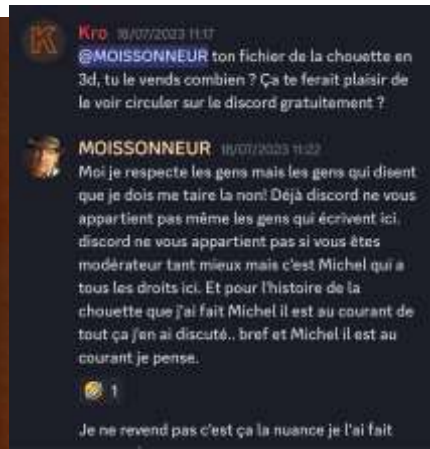 K
Kro 18/07/2023 11:17
@MOISSONNEUR ton fichier de la chouette en
3d, tu le vends combien ? Ça te ferait plaisir de
le voir circuler sur le discord gratuitement ?
MOISSONNEUR 18/07/2023 11:22
Moi je respecte les gens mais les gens qui disent
que je dois me taire la non! Déjà discord ne vous
appartient pas même les gens qui écrivent ici.
discord ne vous appartient pas si vous êtes
modérateur tant mieux mais c'est Michel qui a
tous les droits ici. Et pour l'histoire de la
chouette que j'ai fait Michel il est au courant de
tout ça j'en ai discuté.. bref et Michel il est au
courant je pense.
1
Je ne revend pas c'est ça la nuance je l'ai fait